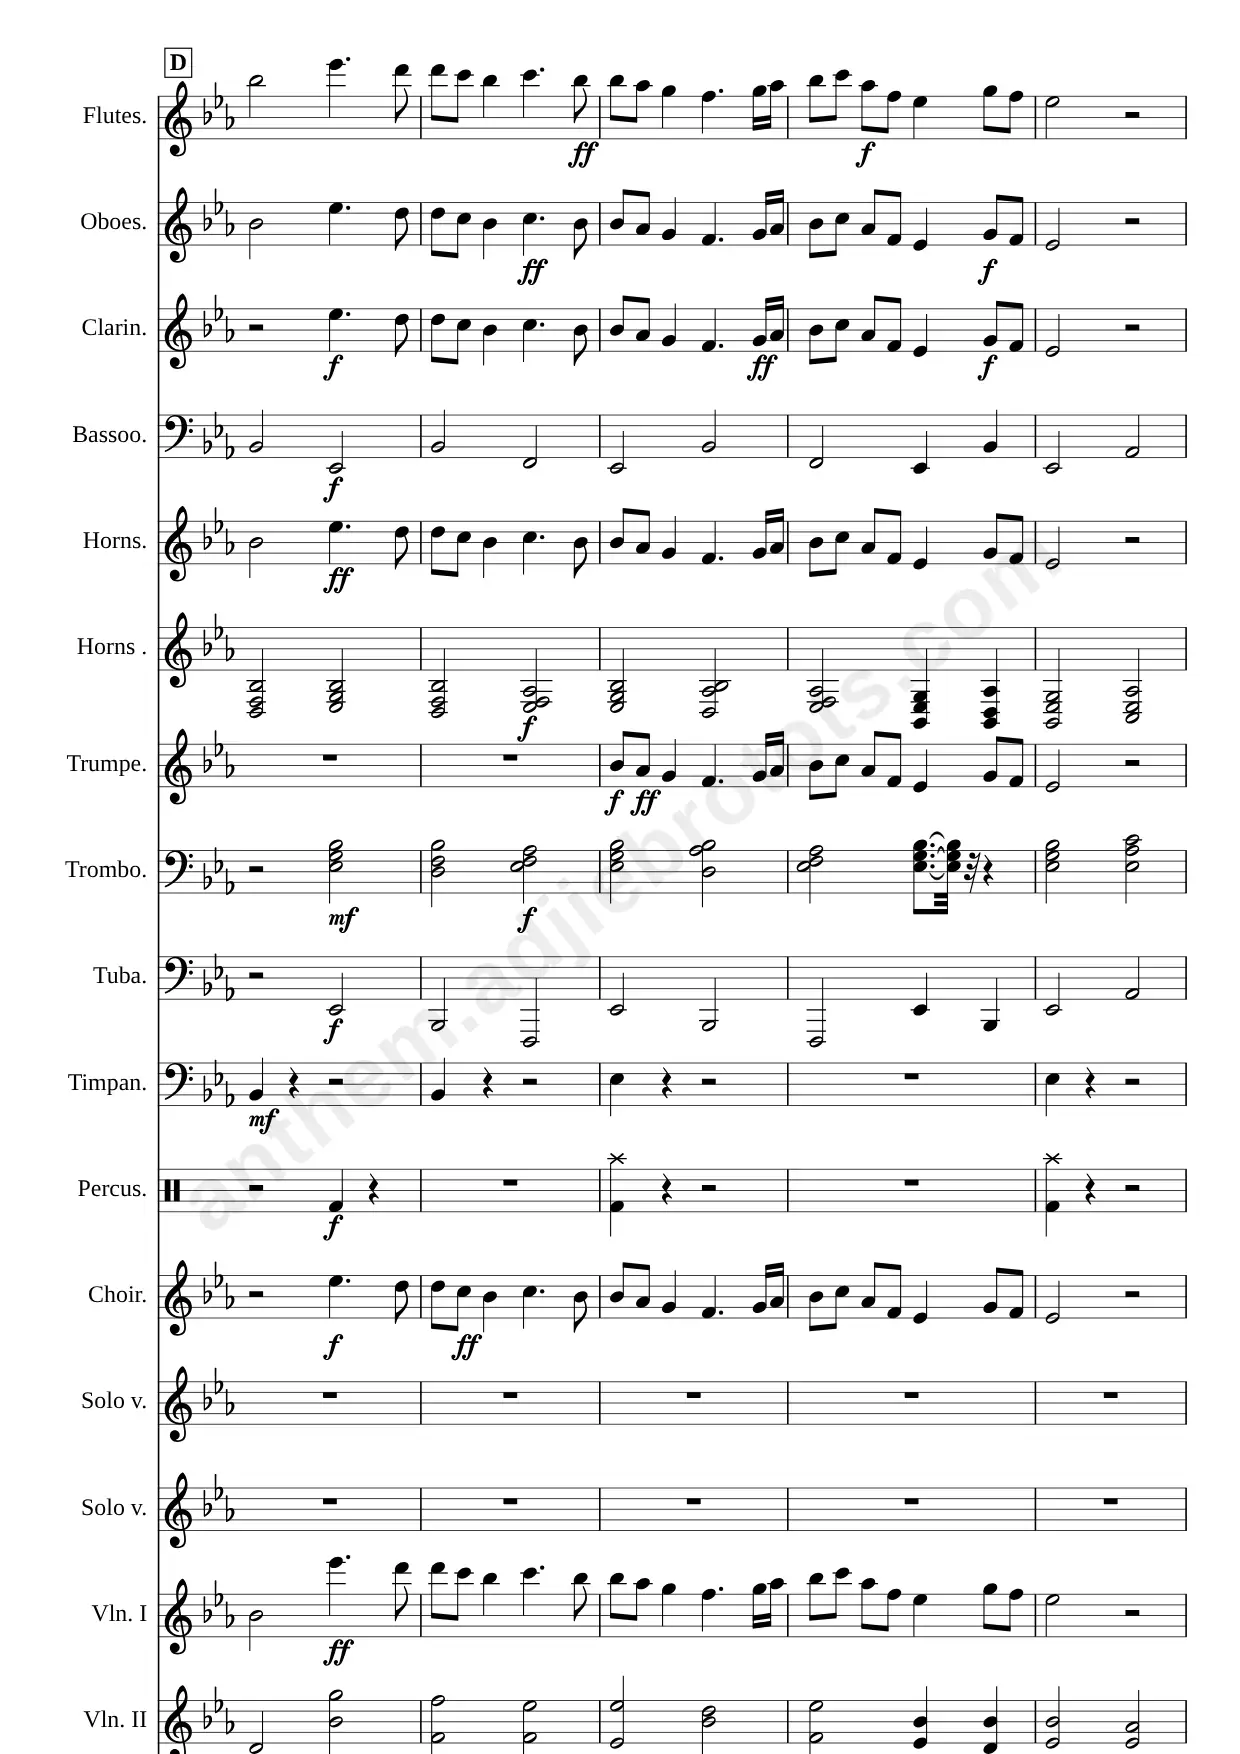 D
Flutes.
ff
f
Oboes.
ff
f
Clarin.
f
ff
f
Bassoo.
f
Horns.
ff
Horns .
f
Trumpe.
f ff
Trombo.
mf
f
Tuba.
f
Timpan.
mf
Percus.
f
Choir.
f
ff
Solo v.
Solo v.
Vln. I
ff
Vln. II
anthem.adjiebrotots.com